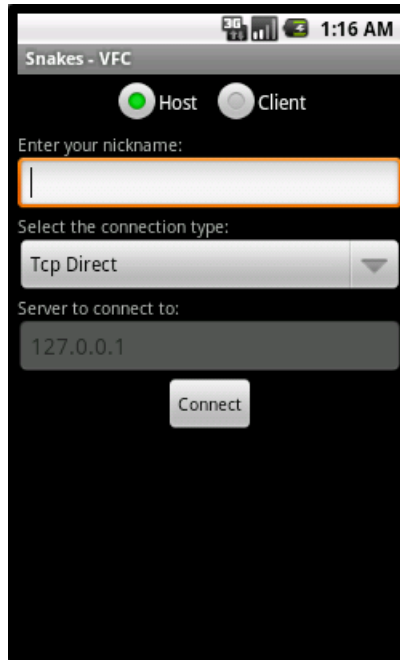 3G 1:16 AM
Snakes - VFC
Host Client
Enter your nickname:
Select the connection type:
Tcp Direct
Server to connect to:
127.0.0.1
Connect